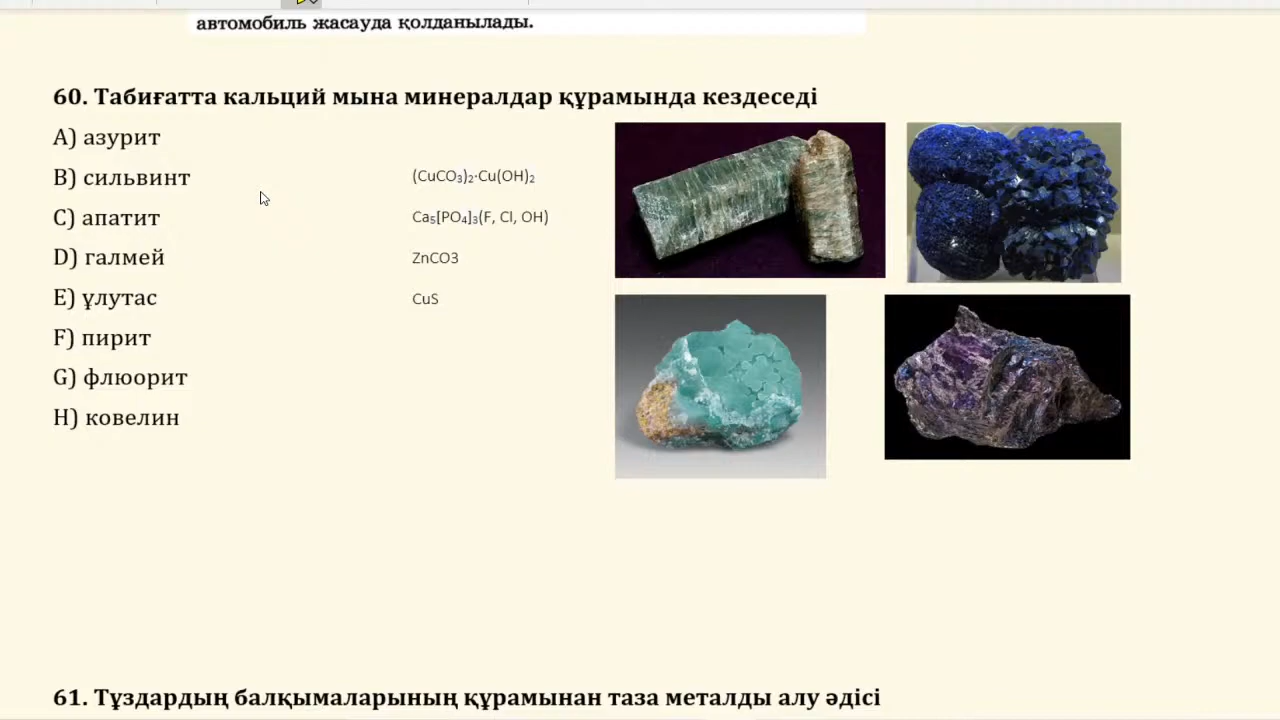 автомобиль жасауда қолданылады.
60. Табиғатта кальций мына минералдар құрамында кездеседі
A) азурит
B) сильвинт
(CuCO₃)₂·Cu(OH)₂
C) апатит
Ca₅[PO₄]₃(F, Cl, OH)
D) галмей
ZnCO3
E) ұлутас
CuS
F) пирит
G) флюорит
H) ковелин
61. Тұздардың балқымаларының құрамынан таза металды алу әдісі